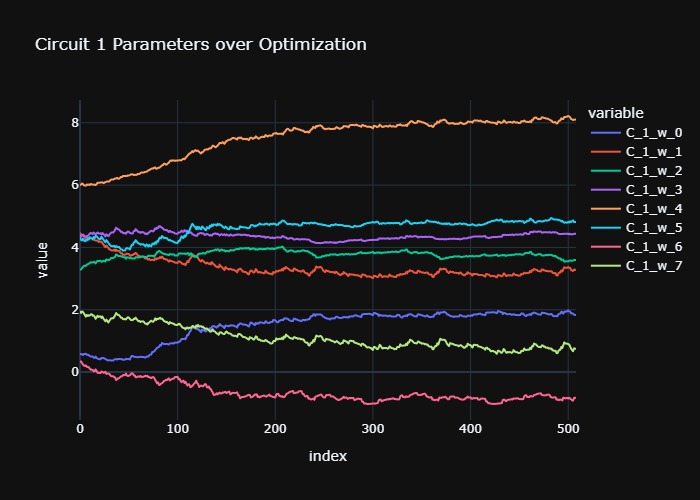 Circuit 1 Parameters over Optimization
variable
C_1_w_0
C_1_w_1
C_1_w_2
C_1_w_3
C_1_w_4
C_1_w_5
C_1_w_6
C_1_w_7
value
8
6
4
2
0
0
100
200
300
400
500
index